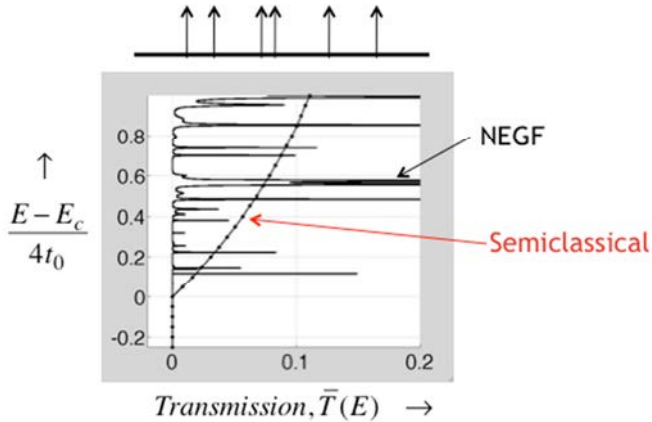 NEGF
Semiclassical
↑
E − E_c
4t_0
0.8
0.6
0.4
0.2
0
-0.2
0
0.1
0.2
Transmission, T̄(E) →